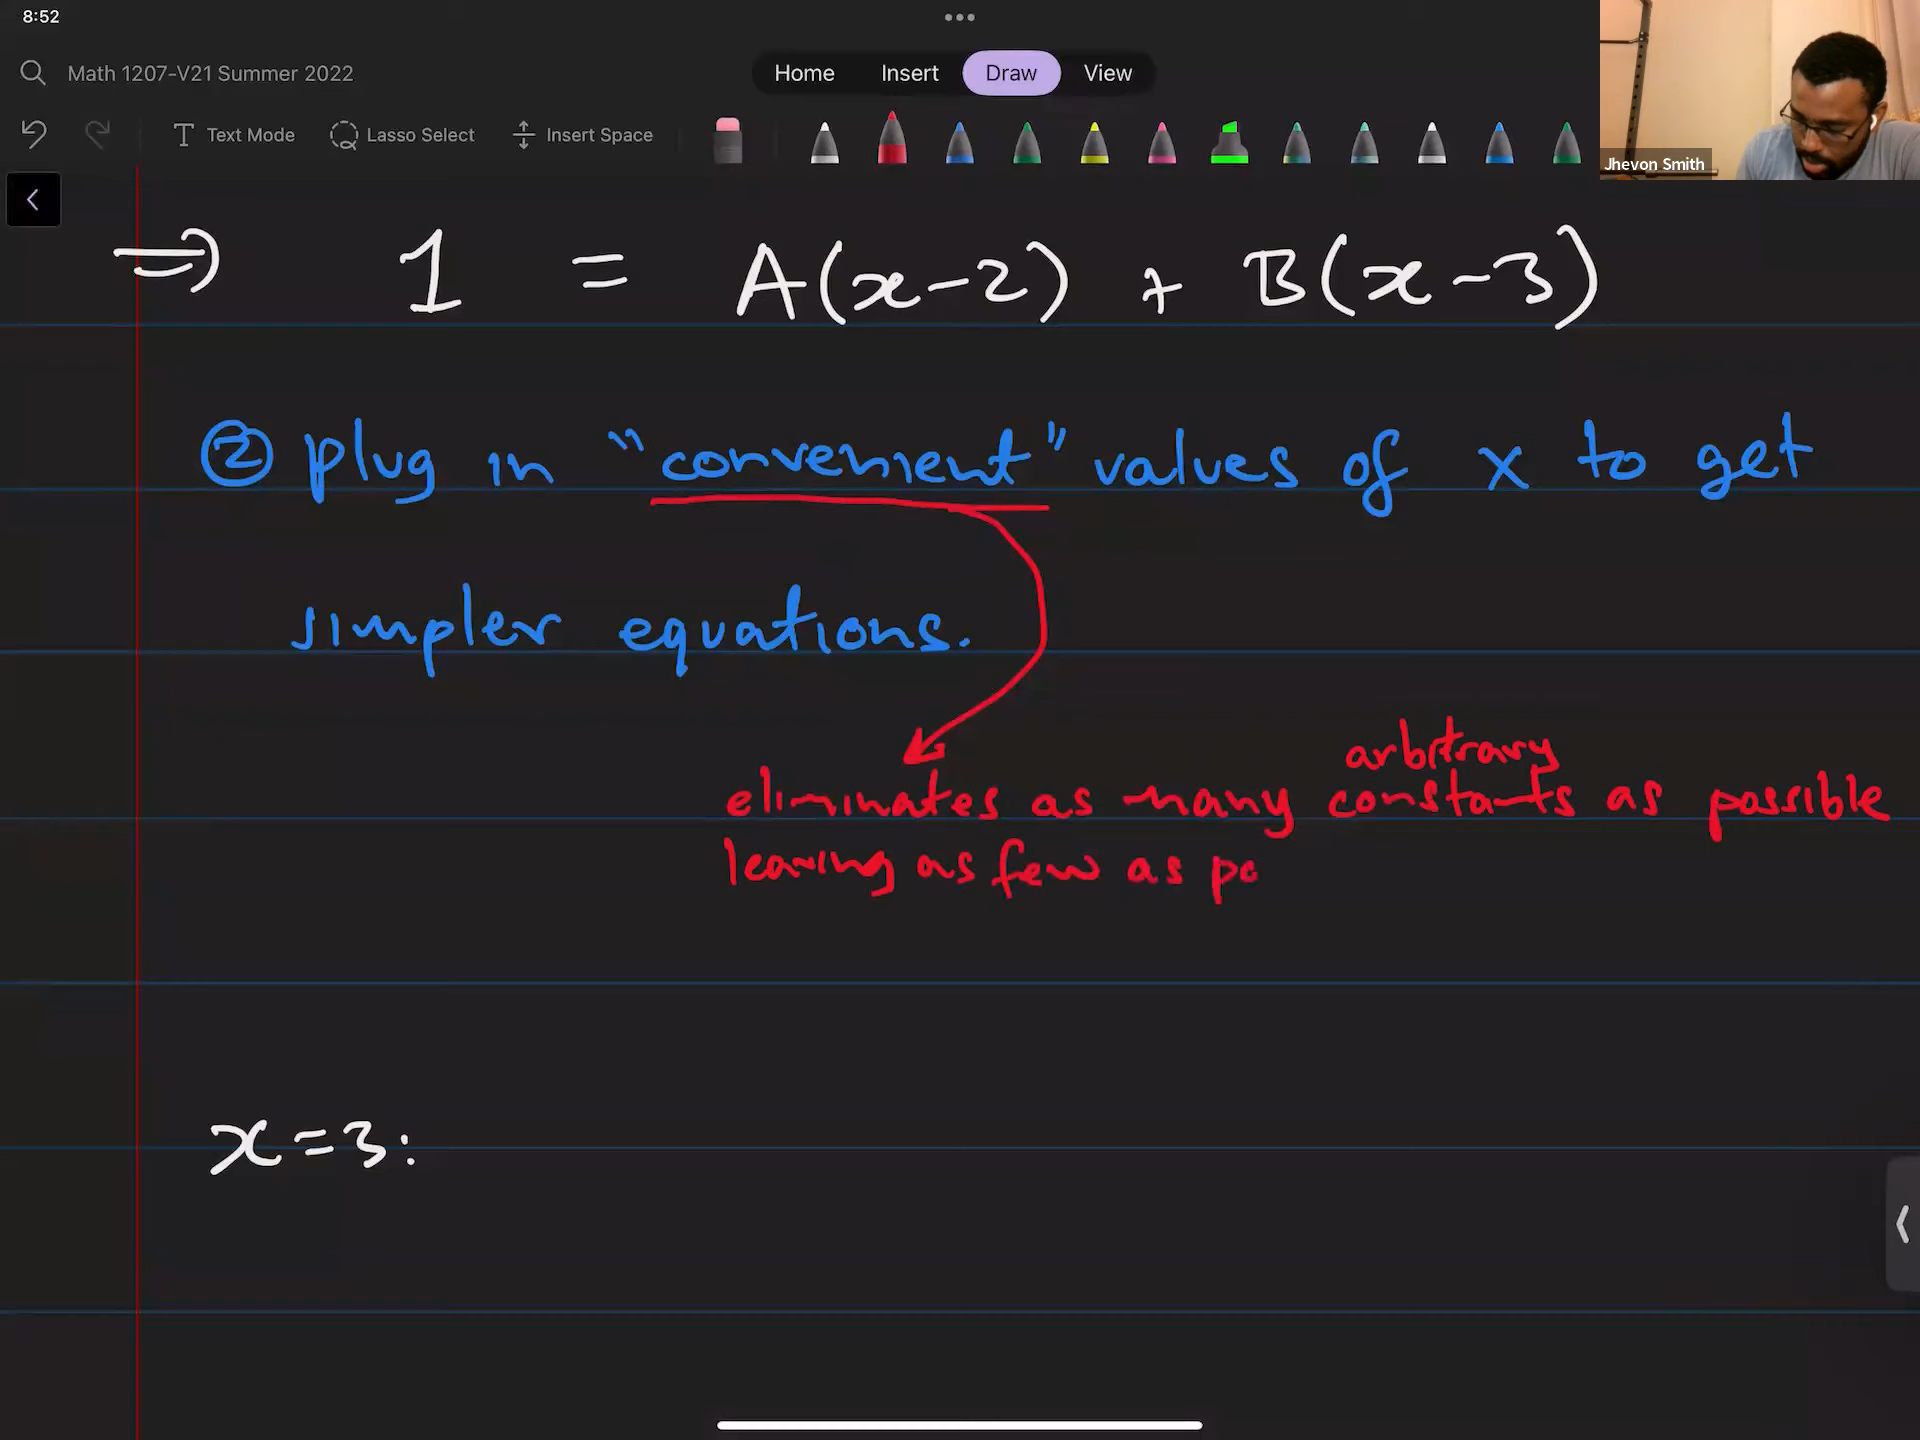 8:52
Math 1207-V21 Summer 2022
Home Insert Draw View
Text Mode Lasso Select Insert Space
Jhevon Smith
⇒ 1 = A(x-2) + B(x-3)
② plug in "convenient" values of x to get
simpler equations.
arbitrary
eliminates as many constants as possible
leaving as few as po
x=3: